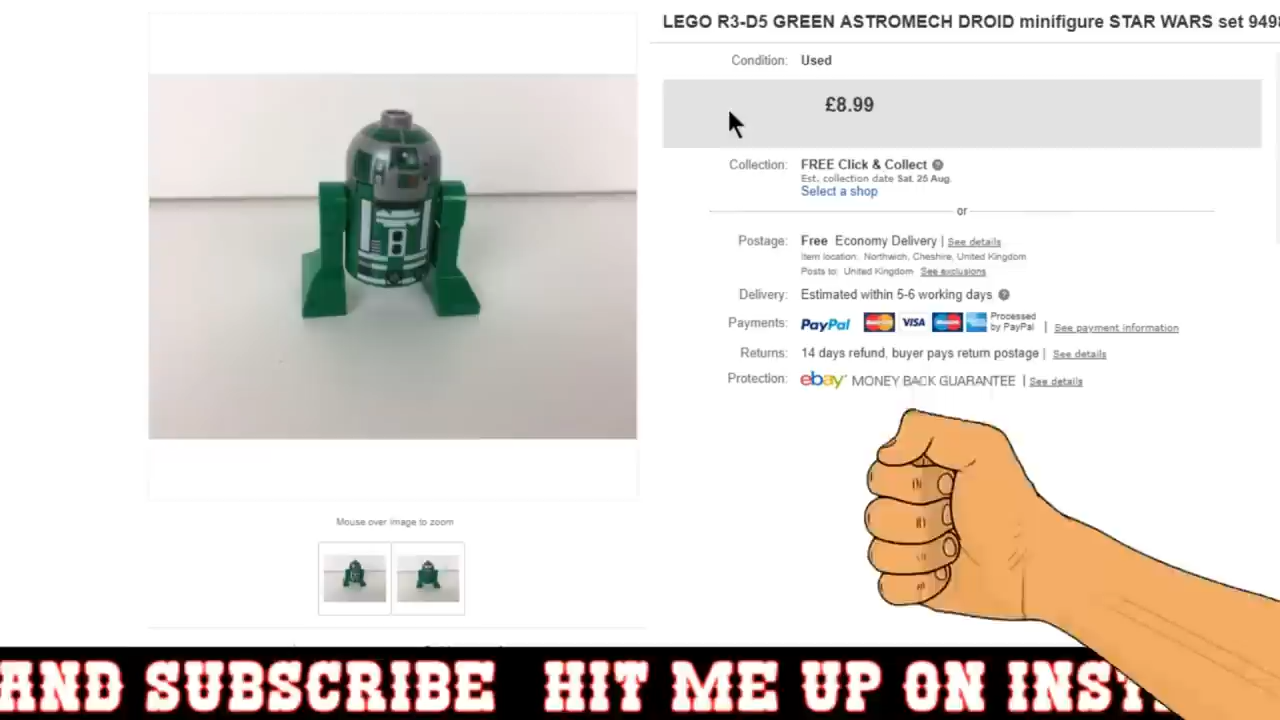 LEGO R3-D5 GREEN ASTROMECH DROID minifigure STAR WARS set 949
Condition: Used
£8.99
Collection: FREE Click & Collect
Est. collection date Sat. 25 Aug.
Select a shop
or
Postage: Free Economy Delivery | See details
Item location: Northwich, Cheshire, United Kingdom
Posts to: United Kingdom See exclusions
Delivery: Estimated within 5-6 working days
Payments: PayPal MasterCard VISA Processed by PayPal | See payment information
Returns: 14 days refund, buyer pays return postage | See details
Protection: ebay MONEY BACK GUARANTEE | See details
Mouse over image to zoom
AND SUBSCRIBE HIT ME UP ON INST